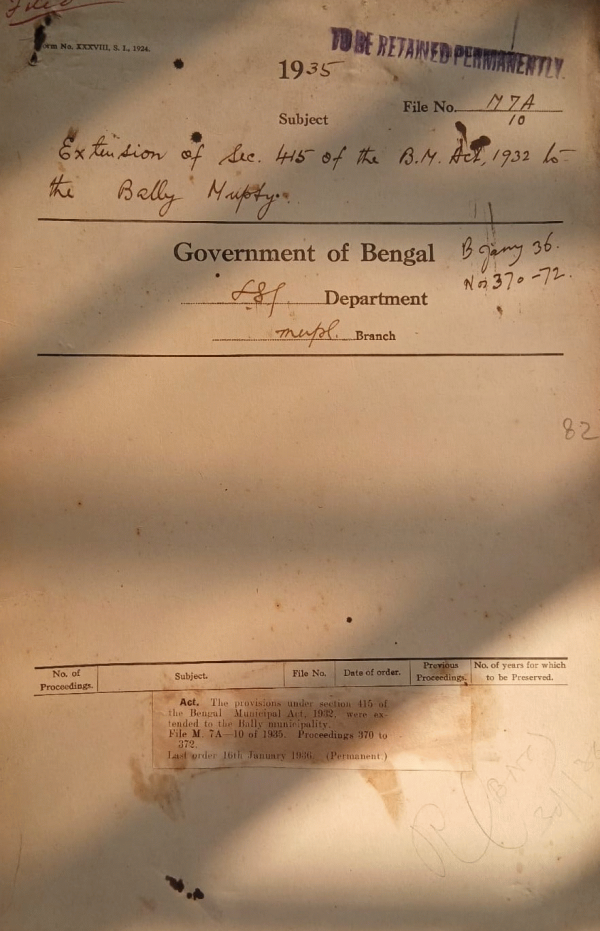 Filed
Form No. XXXVIII, S. I., 1924.
TO BE RETAINED PERMANENTLY.
1935
File No. M 7A
10
Subject
Extension of Sec. 415 of the B.M. Act, 1932 to
the Bally Mupty.
Government of Bengal
B Jany 36.
Nos 370-72.
LSG Department
Mupl. Branch
82
No. of Proceedings. Subject. File No. Date of order. Previous Proceedings. No. of years for which to be Preserved.
Act. The provisions under section 415 of
the Bengal Municipal Act, 1932, were ex-
tended to the Bally municipality.
File M. 7A—10 of 1935. Proceedings 370 to
372.
Last order 16th January 1936. (Permanent.)